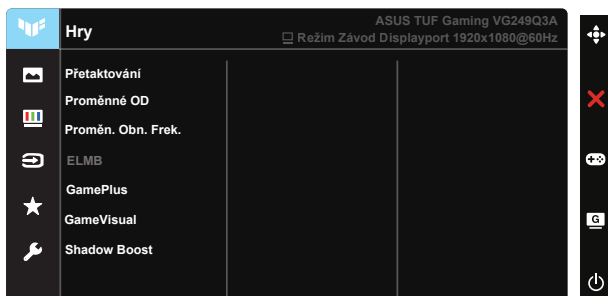 Hry
ASUS TUF Gaming VG249Q3A
Režim Závod Displayport 1920x1080@60Hz
Přetaktování
Proměnné OD
Proměn. Obn. Frek.
ELMB
GamePlus
GameVisual
Shadow Boost
G